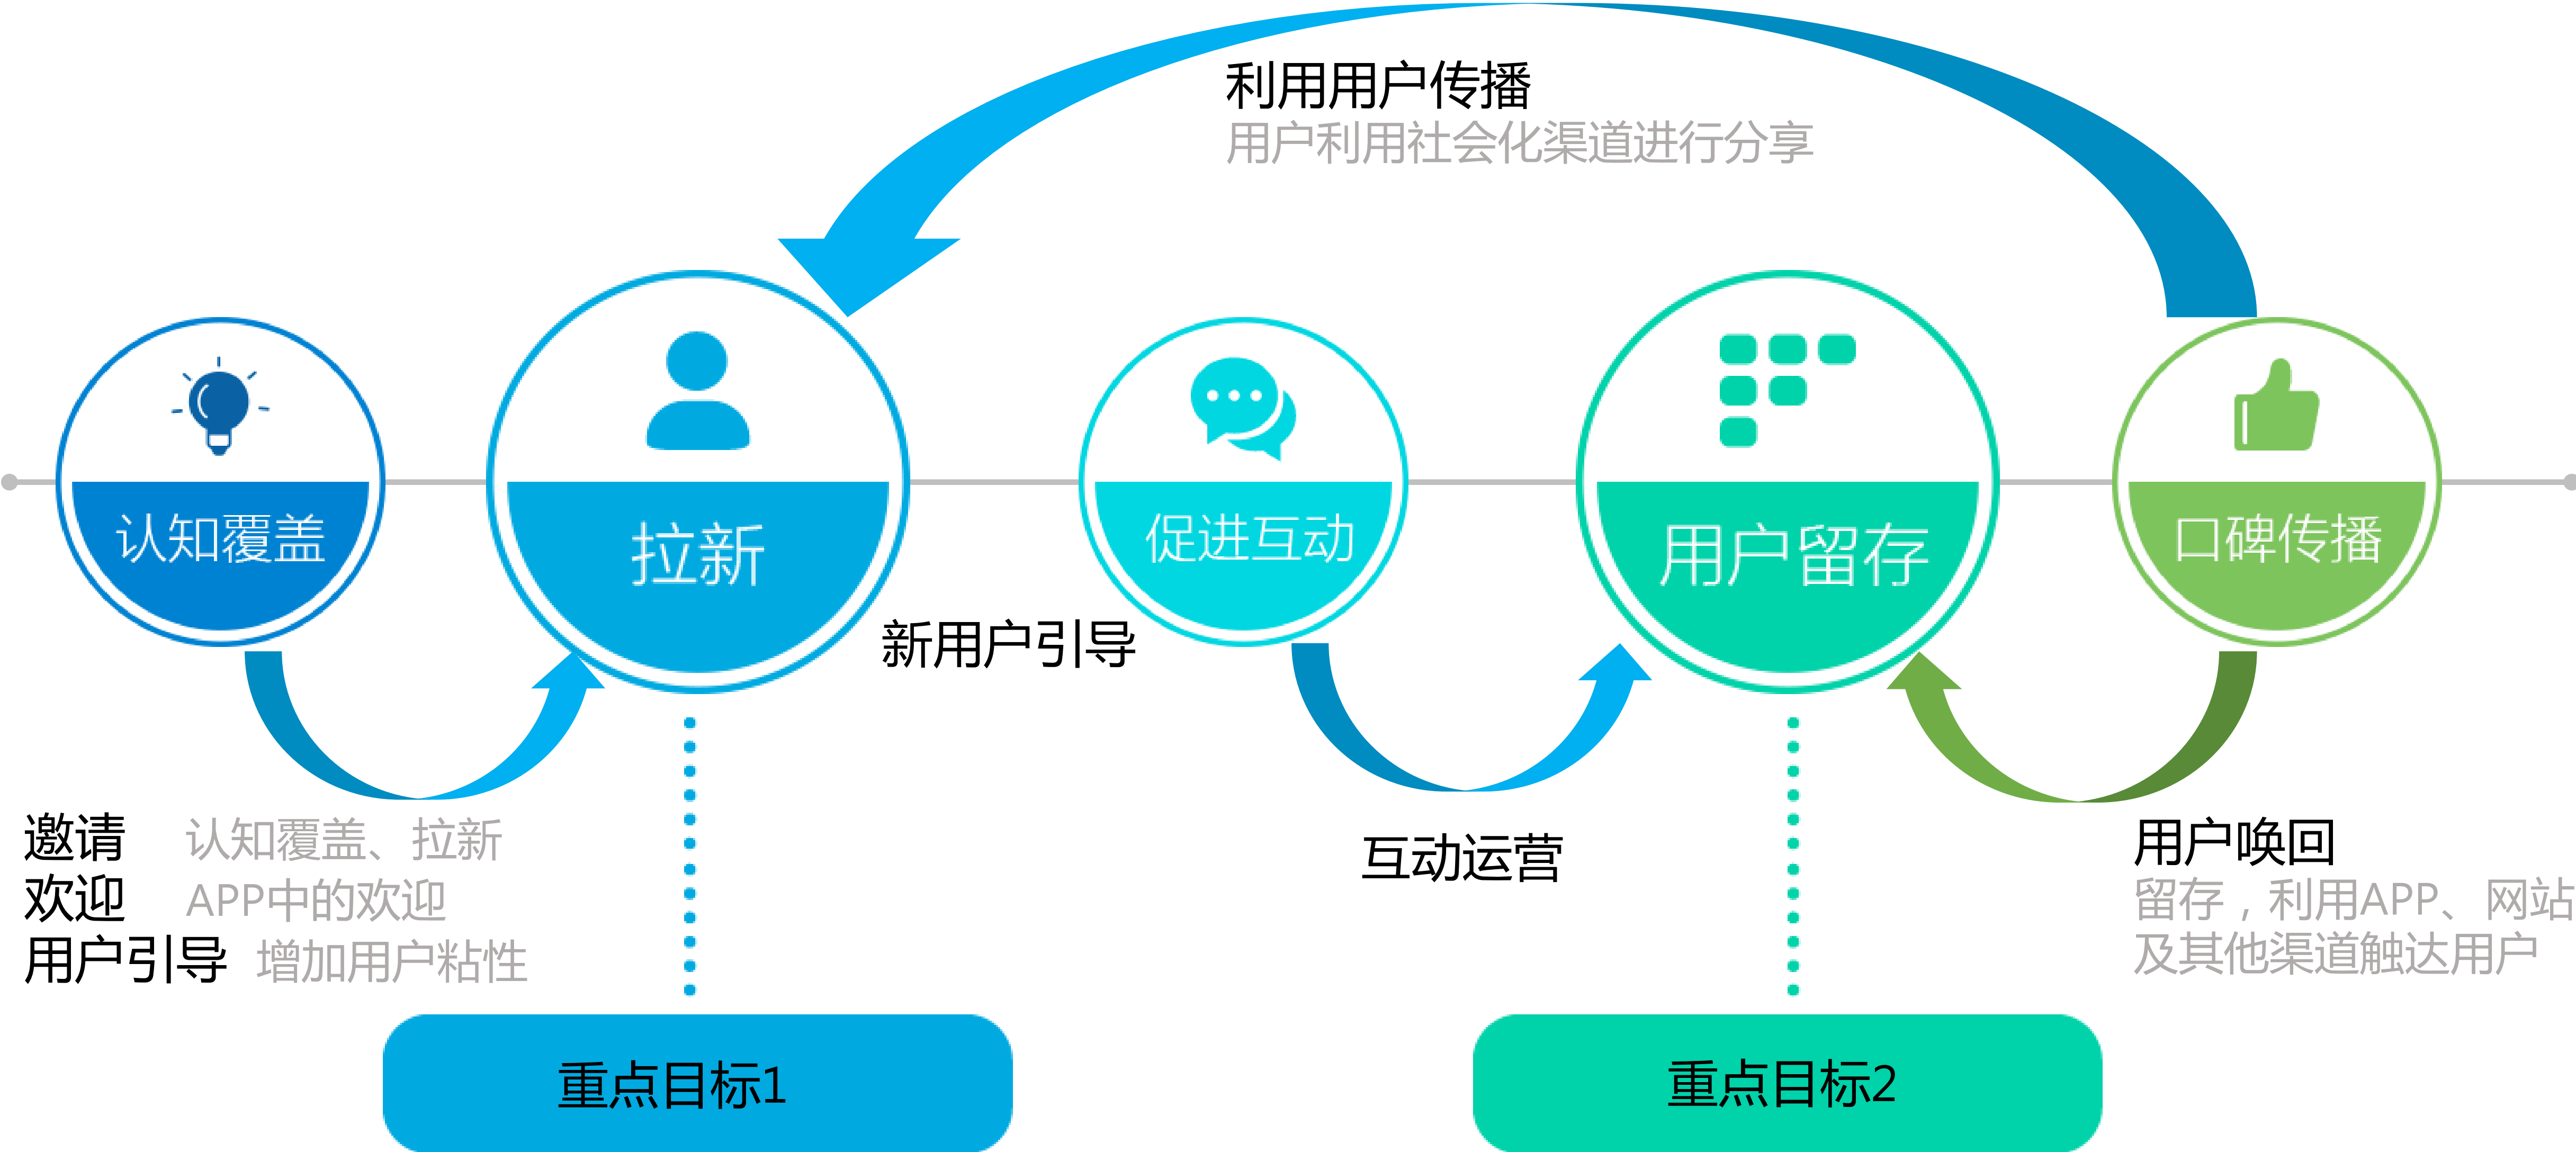 利用用户传播
用户利用社会化渠道进行分享
认知覆盖
拉新
促进互动
用户留存
口碑传播
新用户引导
邀请 认知覆盖、拉新
欢迎 APP中的欢迎
用户引导 增加用户粘性
互动运营
用户唤回
留存，利用APP、网站
及其他渠道触达用户
重点目标1
重点目标2